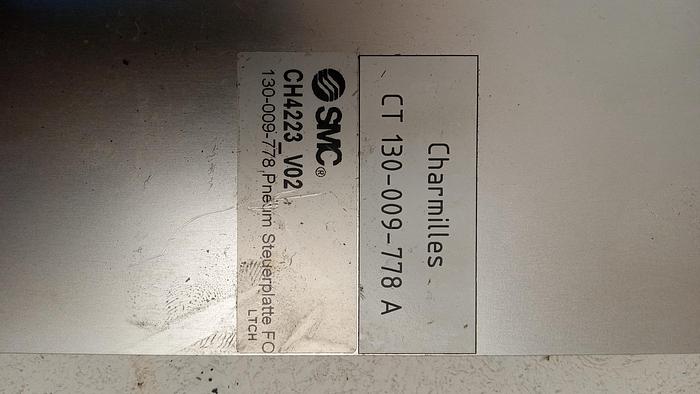 Charmilles
CT 130-009-778 A
SMC®
CH4223_V02
130-009-778,Pneum Steuerplatte FO
LTCH